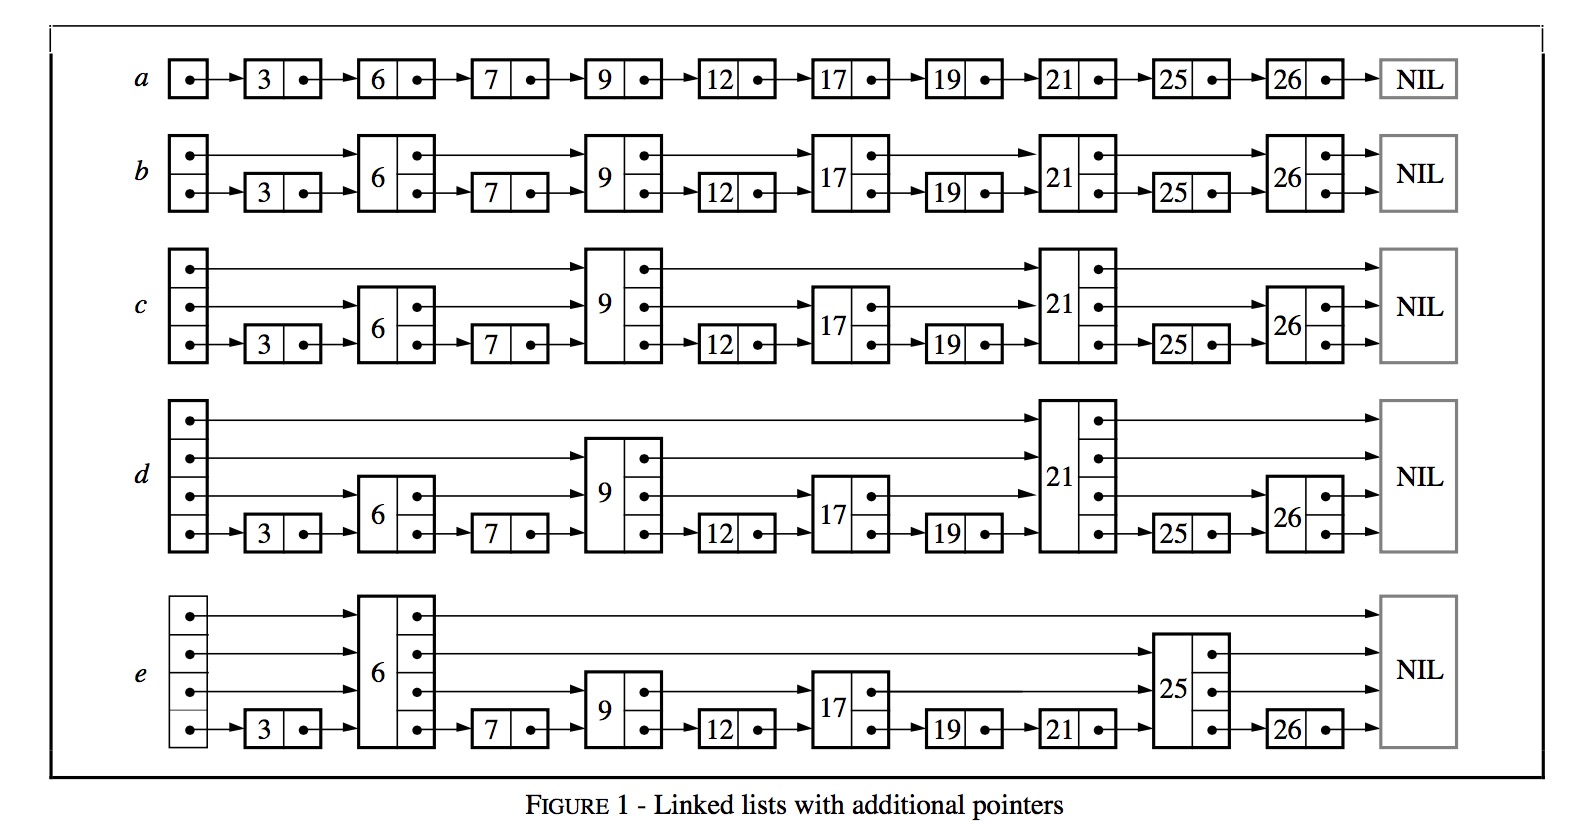 a 3 6 7 9 12 17 19 21 25 26 NIL
b 3 6 7 9 12 17 19 21 25 26 NIL
c 3 6 7 9 12 17 19 21 25 26 NIL
d 3 6 7 9 12 17 19 21 25 26 NIL
e 3 6 7 9 12 17 19 21 25 26 NIL
FIGURE 1 - Linked lists with additional pointers